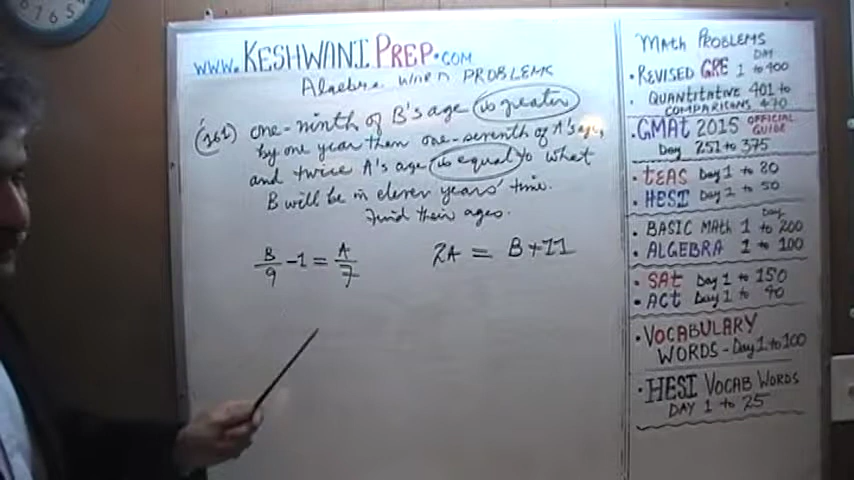 www.KESHWANIPREP.COM
Algebra WORD PROBLEMS
one-ninth of B's age is greater
by one year than one-seventh of A's age,
and twice A's age is equal to what
B will be in eleven years' time.
Find their ages.
B/9 - 1 = A/7
2A = B+11
MATH PROBLEMS
DAY
• REVISED GRE 1 to 400
• QUANTITATIVE 401 to
COMPARISONS 470
• GMAT 2015 OFFICIAL
GUIDE
Day 251 to 375
• TEAS Day 1 to 80
• HESI Day 1 to 50
Day
• BASIC MATH 1 to 200
• ALGEBRA 1 to 100
• SAT Day 1 to 150
• ACT Day 1 to 40
• VOCABULARY
WORDS - Day 1 to 100
• HESI VOCAB WORDS
DAY 1 to 25